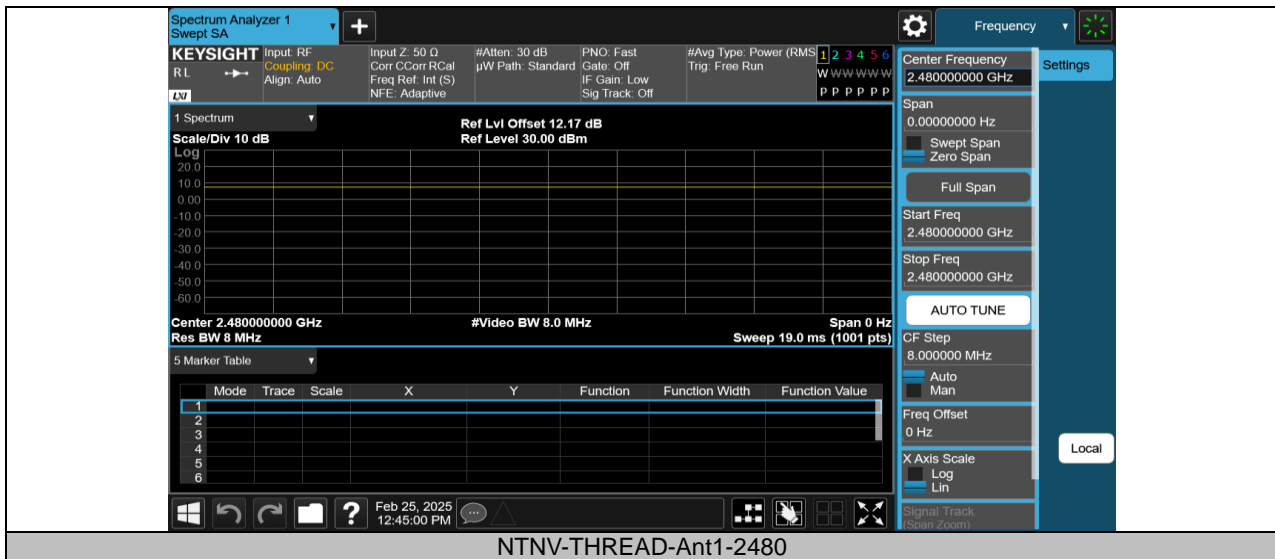 Spectrum Analyzer 1
Swept SA
Frequency
KEYSIGHT
R L
LXI
Input: RF
Coupling: DC
Align: Auto
Input Z: 50 Ω
Corr CCorr RCal
Freq Ref: Int (S)
NFE: Adaptive
#Atten: 30 dB
µW Path: Standard
PNO: Fast
Gate: Off
IF Gain: Low
Sig Track: Off
#Avg Type: Power (RMS
Trig: Free Run
1 2 3 4 5 6
W W W W W W
P P P P P P
1 Spectrum
Scale/Div 10 dB
Ref Lvl Offset 12.17 dB
Ref Level 30.00 dBm
Log
20.0
10.0
0.00
-10.0
-20.0
-30.0
-40.0
-50.0
-60.0
Center 2.480000000 GHz
#Video BW 8.0 MHz
Span 0 Hz
Res BW 8 MHz
Sweep 19.0 ms (1001 pts)
5 Marker Table
Mode Trace Scale X Y Function Function Width Function Value
1
2
3
4
5
6
Feb 25, 2025
12:45:00 PM
Center Frequency
2.480000000 GHz
Span
0.00000000 Hz
Swept Span
Zero Span
Full Span
Start Freq
2.480000000 GHz
Stop Freq
2.480000000 GHz
AUTO TUNE
CF Step
8.000000 MHz
Auto
Man
Freq Offset
0 Hz
X Axis Scale
Log
Lin
Signal Track
(Span Zoom)
Settings
Local
NTNV-THREAD-Ant1-2480